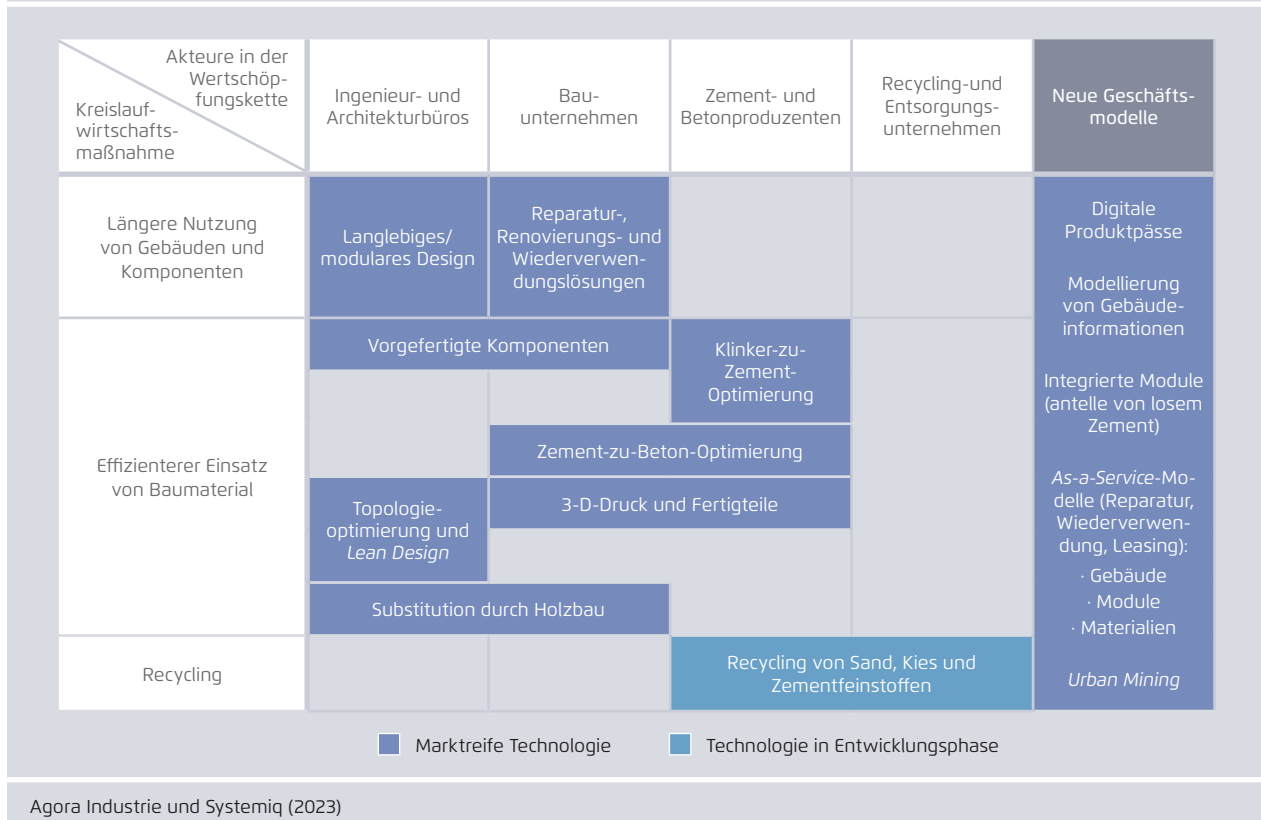 Akteure in der
Wertschöp-
fungskette
Kreislauf-
wirtschafts-
maßnahme
Ingenieur- und
Architekturbüros
Bau-
unternehmen
Zement- und
Betonproduzenten
Recycling-und
Entsorgungs-
unternehmen
Neue Geschäfts-
modelle
Längere Nutzung
von Gebäuden und
Komponenten
Langlebiges/
modulares Design
Reparatur-,
Renovierungs- und
Wiederverwen-
dungslösungen
Effizienterer Einsatz
von Baumaterial
Vorgefertigte Komponenten
Klinker-zu-
Zement-
Optimierung
Zement-zu-Beton-Optimierung
Topologie-
optimierung und
Lean Design
3-D-Druck und Fertigteile
Substitution durch Holzbau
Recycling
Recycling von Sand, Kies und
Zementfeinstoffen
Digitale
Produktpässe
Modellierung
von Gebäude-
informationen
Integrierte Module
(antelle von losem
Zement)
As-a-Service-Mo-
delle (Reparatur,
Wiederverwen-
dung, Leasing):
· Gebäude
· Module
· Materialien
Urban Mining
Marktreife Technologie
Technologie in Entwicklungsphase
Agora Industrie und Systemiq (2023)